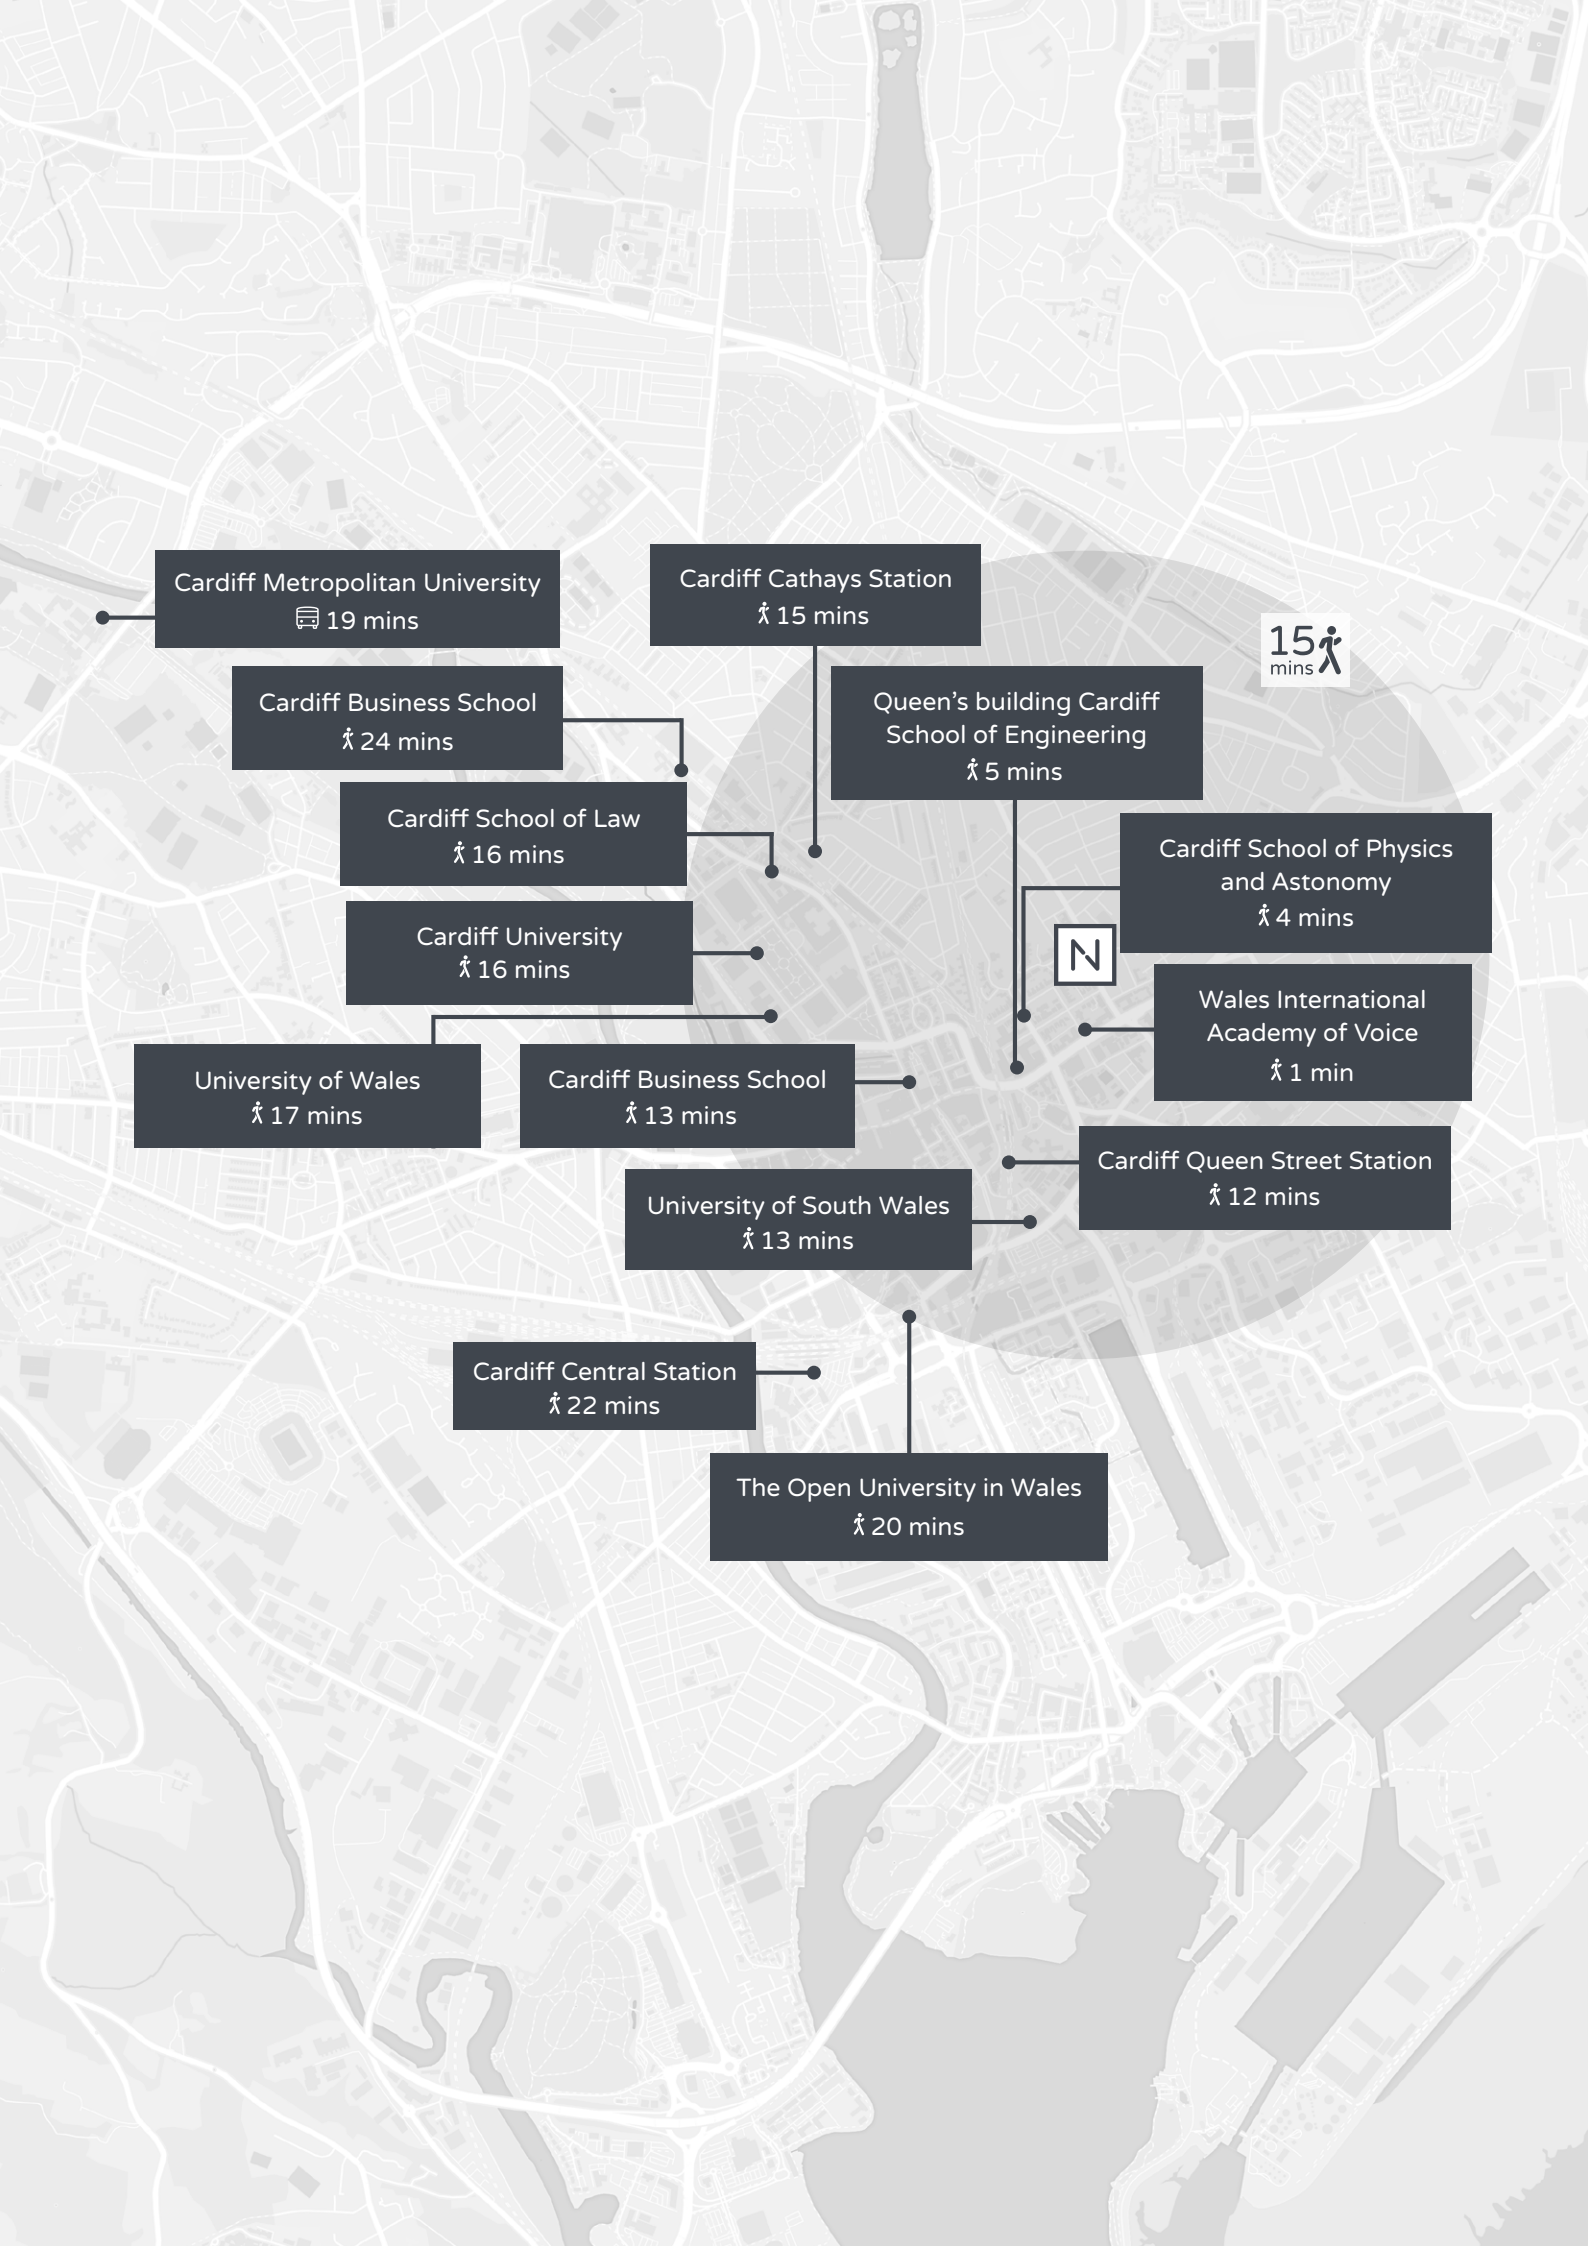 Cardiff Metropolitan University
19 mins
Cardiff Cathays Station
15 mins
15
mins
Cardiff Business School
24 mins
Queen’s building Cardiff
School of Engineering
5 mins
Cardiff School of Law
16 mins
Cardiff School of Physics
and Astonomy
4 mins
Cardiff University
16 mins
N
Wales International
Academy of Voice
1 min
University of Wales
17 mins
Cardiff Business School
13 mins
Cardiff Queen Street Station
12 mins
University of South Wales
13 mins
Cardiff Central Station
22 mins
The Open University in Wales
20 mins